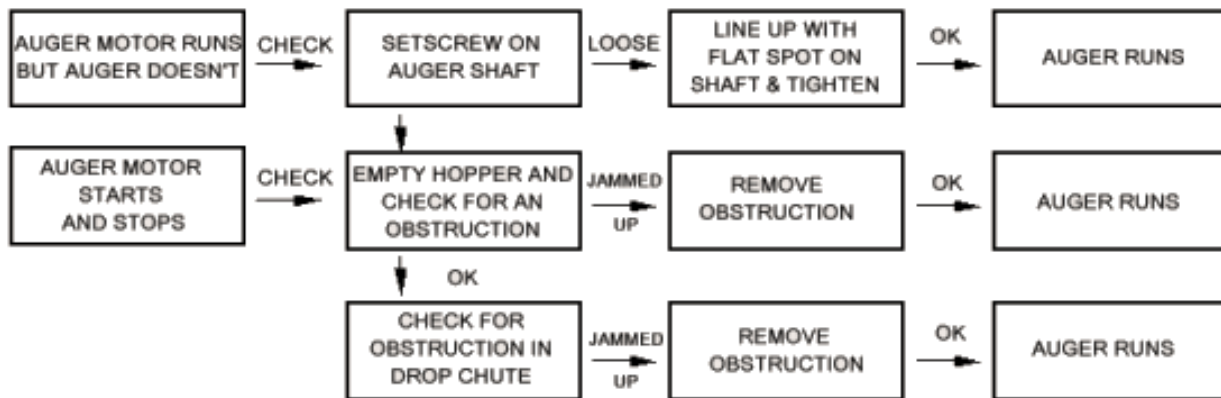 AUGER MOTOR RUNS
BUT AUGER DOESN'T
CHECK
SETSCREW ON
AUGER SHAFT
LOOSE
LINE UP WITH
FLAT SPOT ON
SHAFT & TIGHTEN
OK
AUGER RUNS
AUGER MOTOR
STARTS
AND STOPS
CHECK
EMPTY HOPPER AND
CHECK FOR AN
OBSTRUCTION
JAMMED
UP
REMOVE
OBSTRUCTION
OK
AUGER RUNS
OK
CHECK FOR
OBSTRUCTION IN
DROP CHUTE
JAMMED
UP
REMOVE
OBSTRUCTION
OK
AUGER RUNS